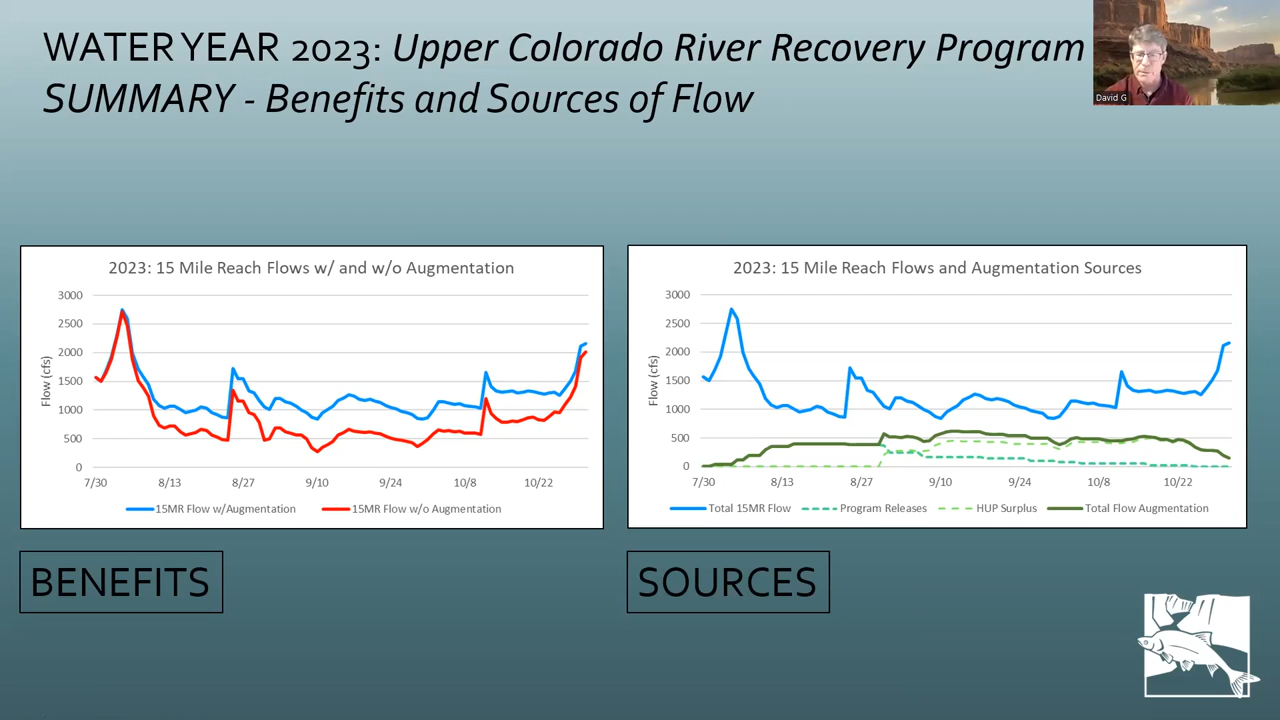 WATER YEAR 2023: Upper Colorado River Recovery Program
SUMMARY - Benefits and Sources of Flow
David G
2023: 15 Mile Reach Flows w/ and w/o Augmentation
Flow (cfs)
3000
2500
2000
1500
1000
500
0
7/30 8/13 8/27 9/10 9/24 10/8 10/22
15MR Flow w/Augmentation 15MR Flow w/o Augmentation
2023: 15 Mile Reach Flows and Augmentation Sources
Flow (cfs)
3000
2500
2000
1500
1000
500
0
7/30 8/13 8/27 9/10 9/24 10/8 10/22
Total 15MR Flow Program Releases HUP Surplus Total Flow Augmentation
BENEFITS
SOURCES